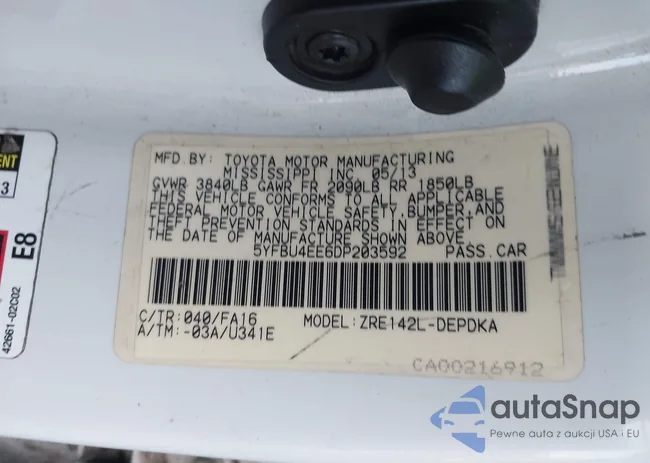 MFD.BY: TOYOTA MOTOR MANUFACTURING
MISSISSIPPI INC. 05/13
GVWR 3840LB GAWR FR 2090LB RR 1850LB
THIS VEHICLE CONFORMS TO ALL APPLICABLE
FEDERAL MOTOR VEHICLE SAFETY, BUMPER, AND
THEFT PREVENTION STANDARDS IN EFFECT ON
THE DATE OF MANUFACTURE SHOWN ABOVE.
5YFBU4EE6DP203592 PASS.CAR
C/TR:040/FA16
A/TM:-03A/U341E
MODEL:ZRE142L-DEPDKA
CA00216912
3
E8
42661-02C02
autaSnap
Pewne auta z aukcji USA i EU